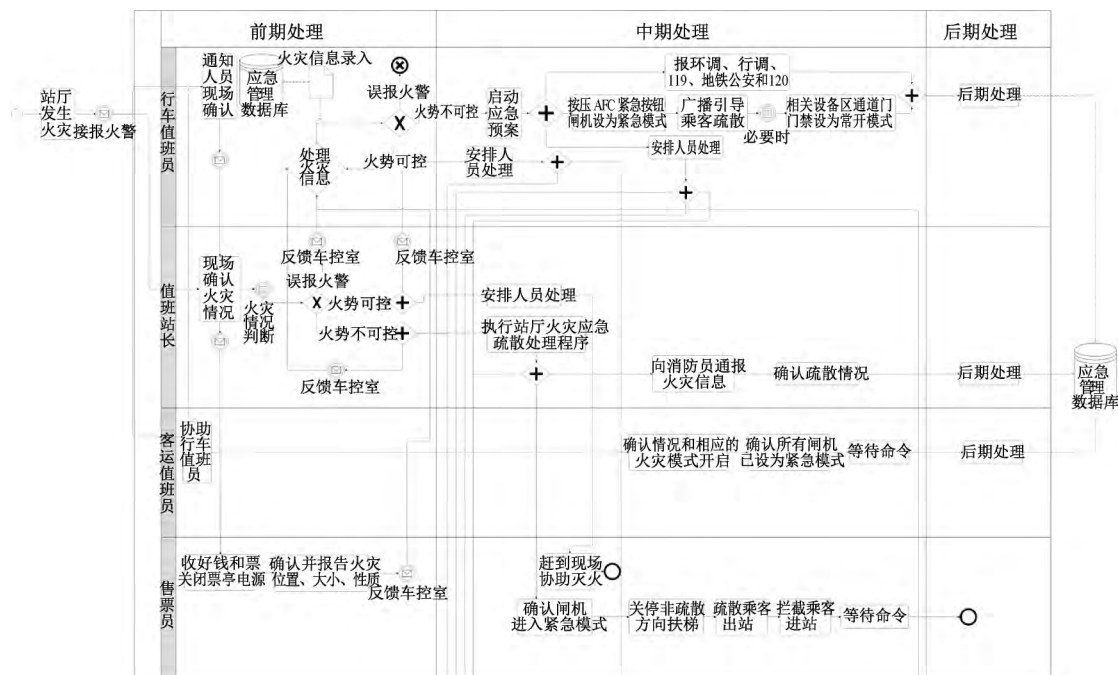 前期处理
中期处理
后期处理
行车值班员
通知
人员
现场
确认
应急
管理
数据库
火灾信息录入
误报火警
X
火势不可控
启动
应急
预案
报环调、行调、
119、地铁公安和120
按压 AFC 紧急按钮
闸机设为紧急模式
广播引导
乘客疏散
必要时
相关设备区通道门
门禁设为常开模式
后期处理
站厅
发生
火灾
接报火警
处理
火灾
信息
火势可控
安排人
员处理
安排人员处理
值班站长
现场
确认
火灾
情况
火灾
情况
判断
反馈车控室
反馈车控室
误报火警
X
火势可控
火势不可控
反馈车控室
安排人员处理
执行站厅火灾应急
疏散处理程序
向消防员通报
火灾信息
确认疏散情况
后期处理
应急
管理
数据库
客运值班员
协助
行车
值班
员
确认情况和相应的
火灾模式开启
确认所有闸机
已设为紧急模式
等待命令
后期处理
售票员
收好钱和票
关闭票亭电源
确认并报告火灾
位置、大小、性质
反馈车控室
赶到现场
协助灭火
确认闸机
进入紧急模式
关停非疏散
方向扶梯
疏散乘客
出站
拦截乘客
进站
等待命令